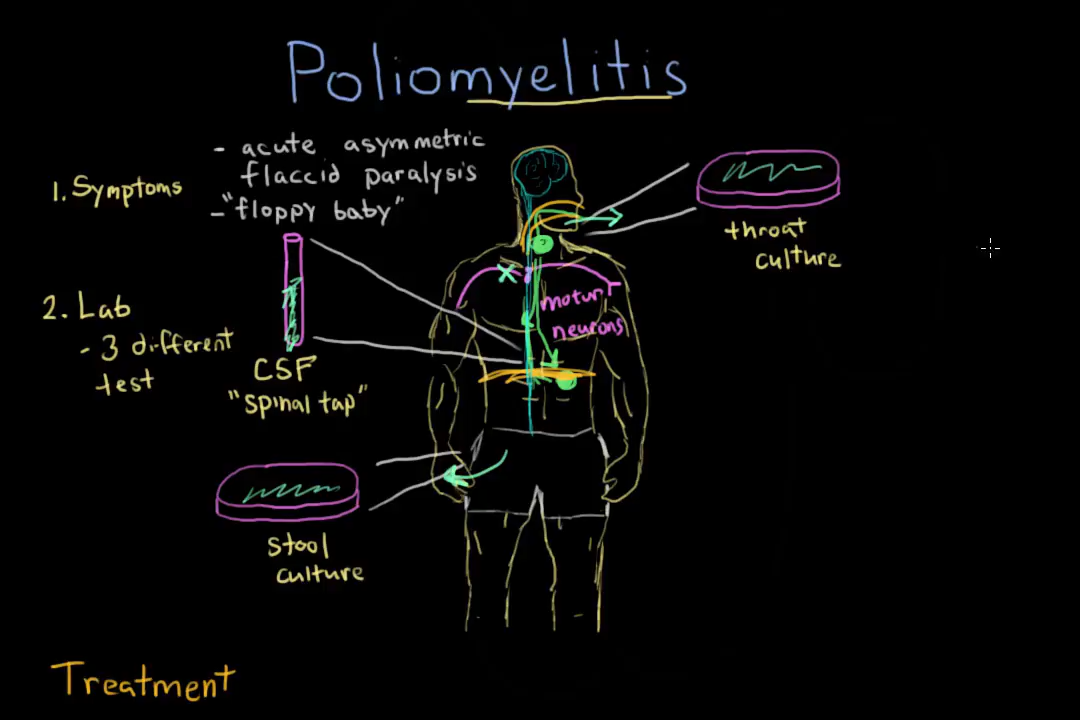 Poliomyelitis
- acute asymmetric
flaccid paralysis
- "floppy baby"
1. Symptoms
throat
culture
motor
neurons
2. Lab
- 3 different
test
CSF
"spinal tap"
stool
culture
Treatment